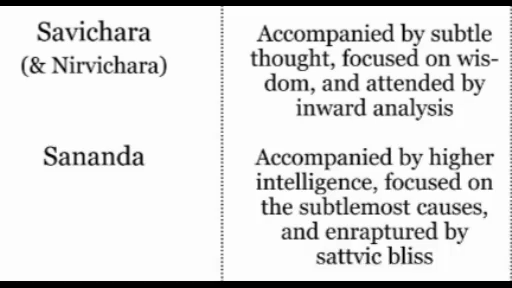 Savichara
(& Nirvichara)
Accompanied by subtle
thought, focused on wis-
dom, and attended by
inward analysis
Sananda
Accompanied by higher
intelligence, focused on
the subtlemost causes,
and enraptured by
sattvic bliss